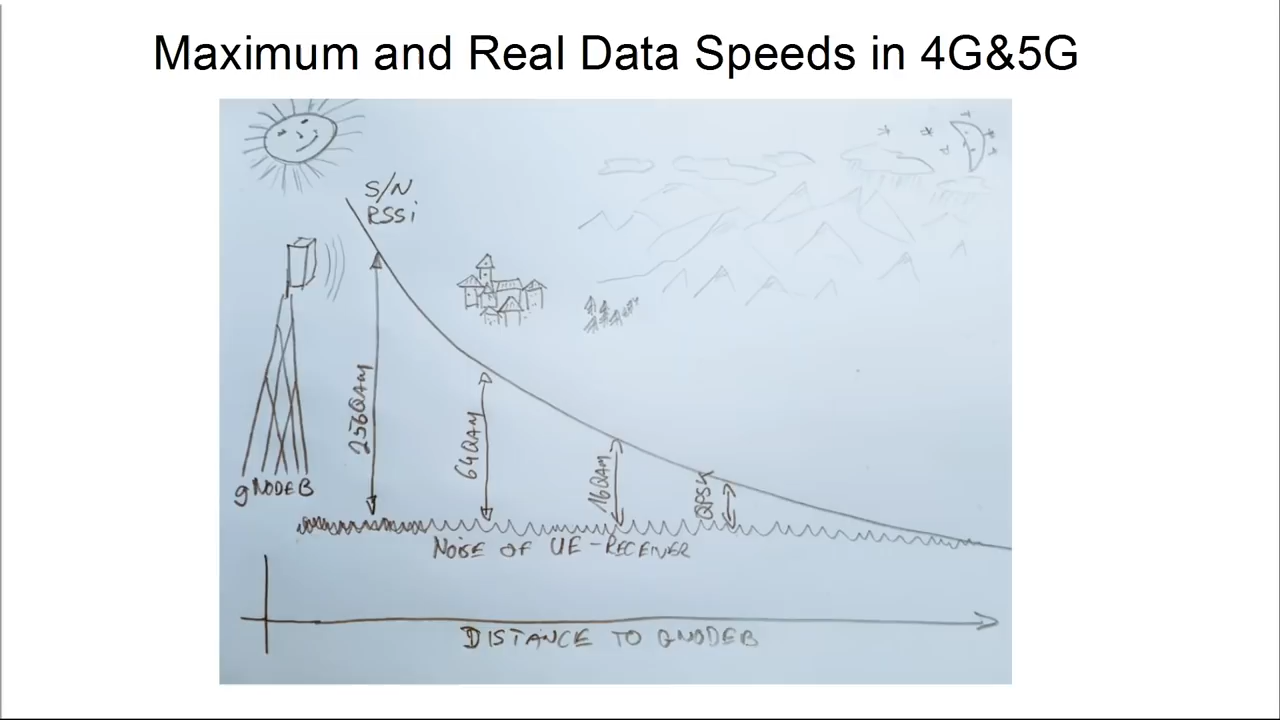 Maximum and Real Data Speeds in 4G&5G
S/N
RSSi
256QAM
64QAM
16QAM
QPSK
gNODEB
NOISE OF UE-RECEIVER
DISTANCE TO GNODEB